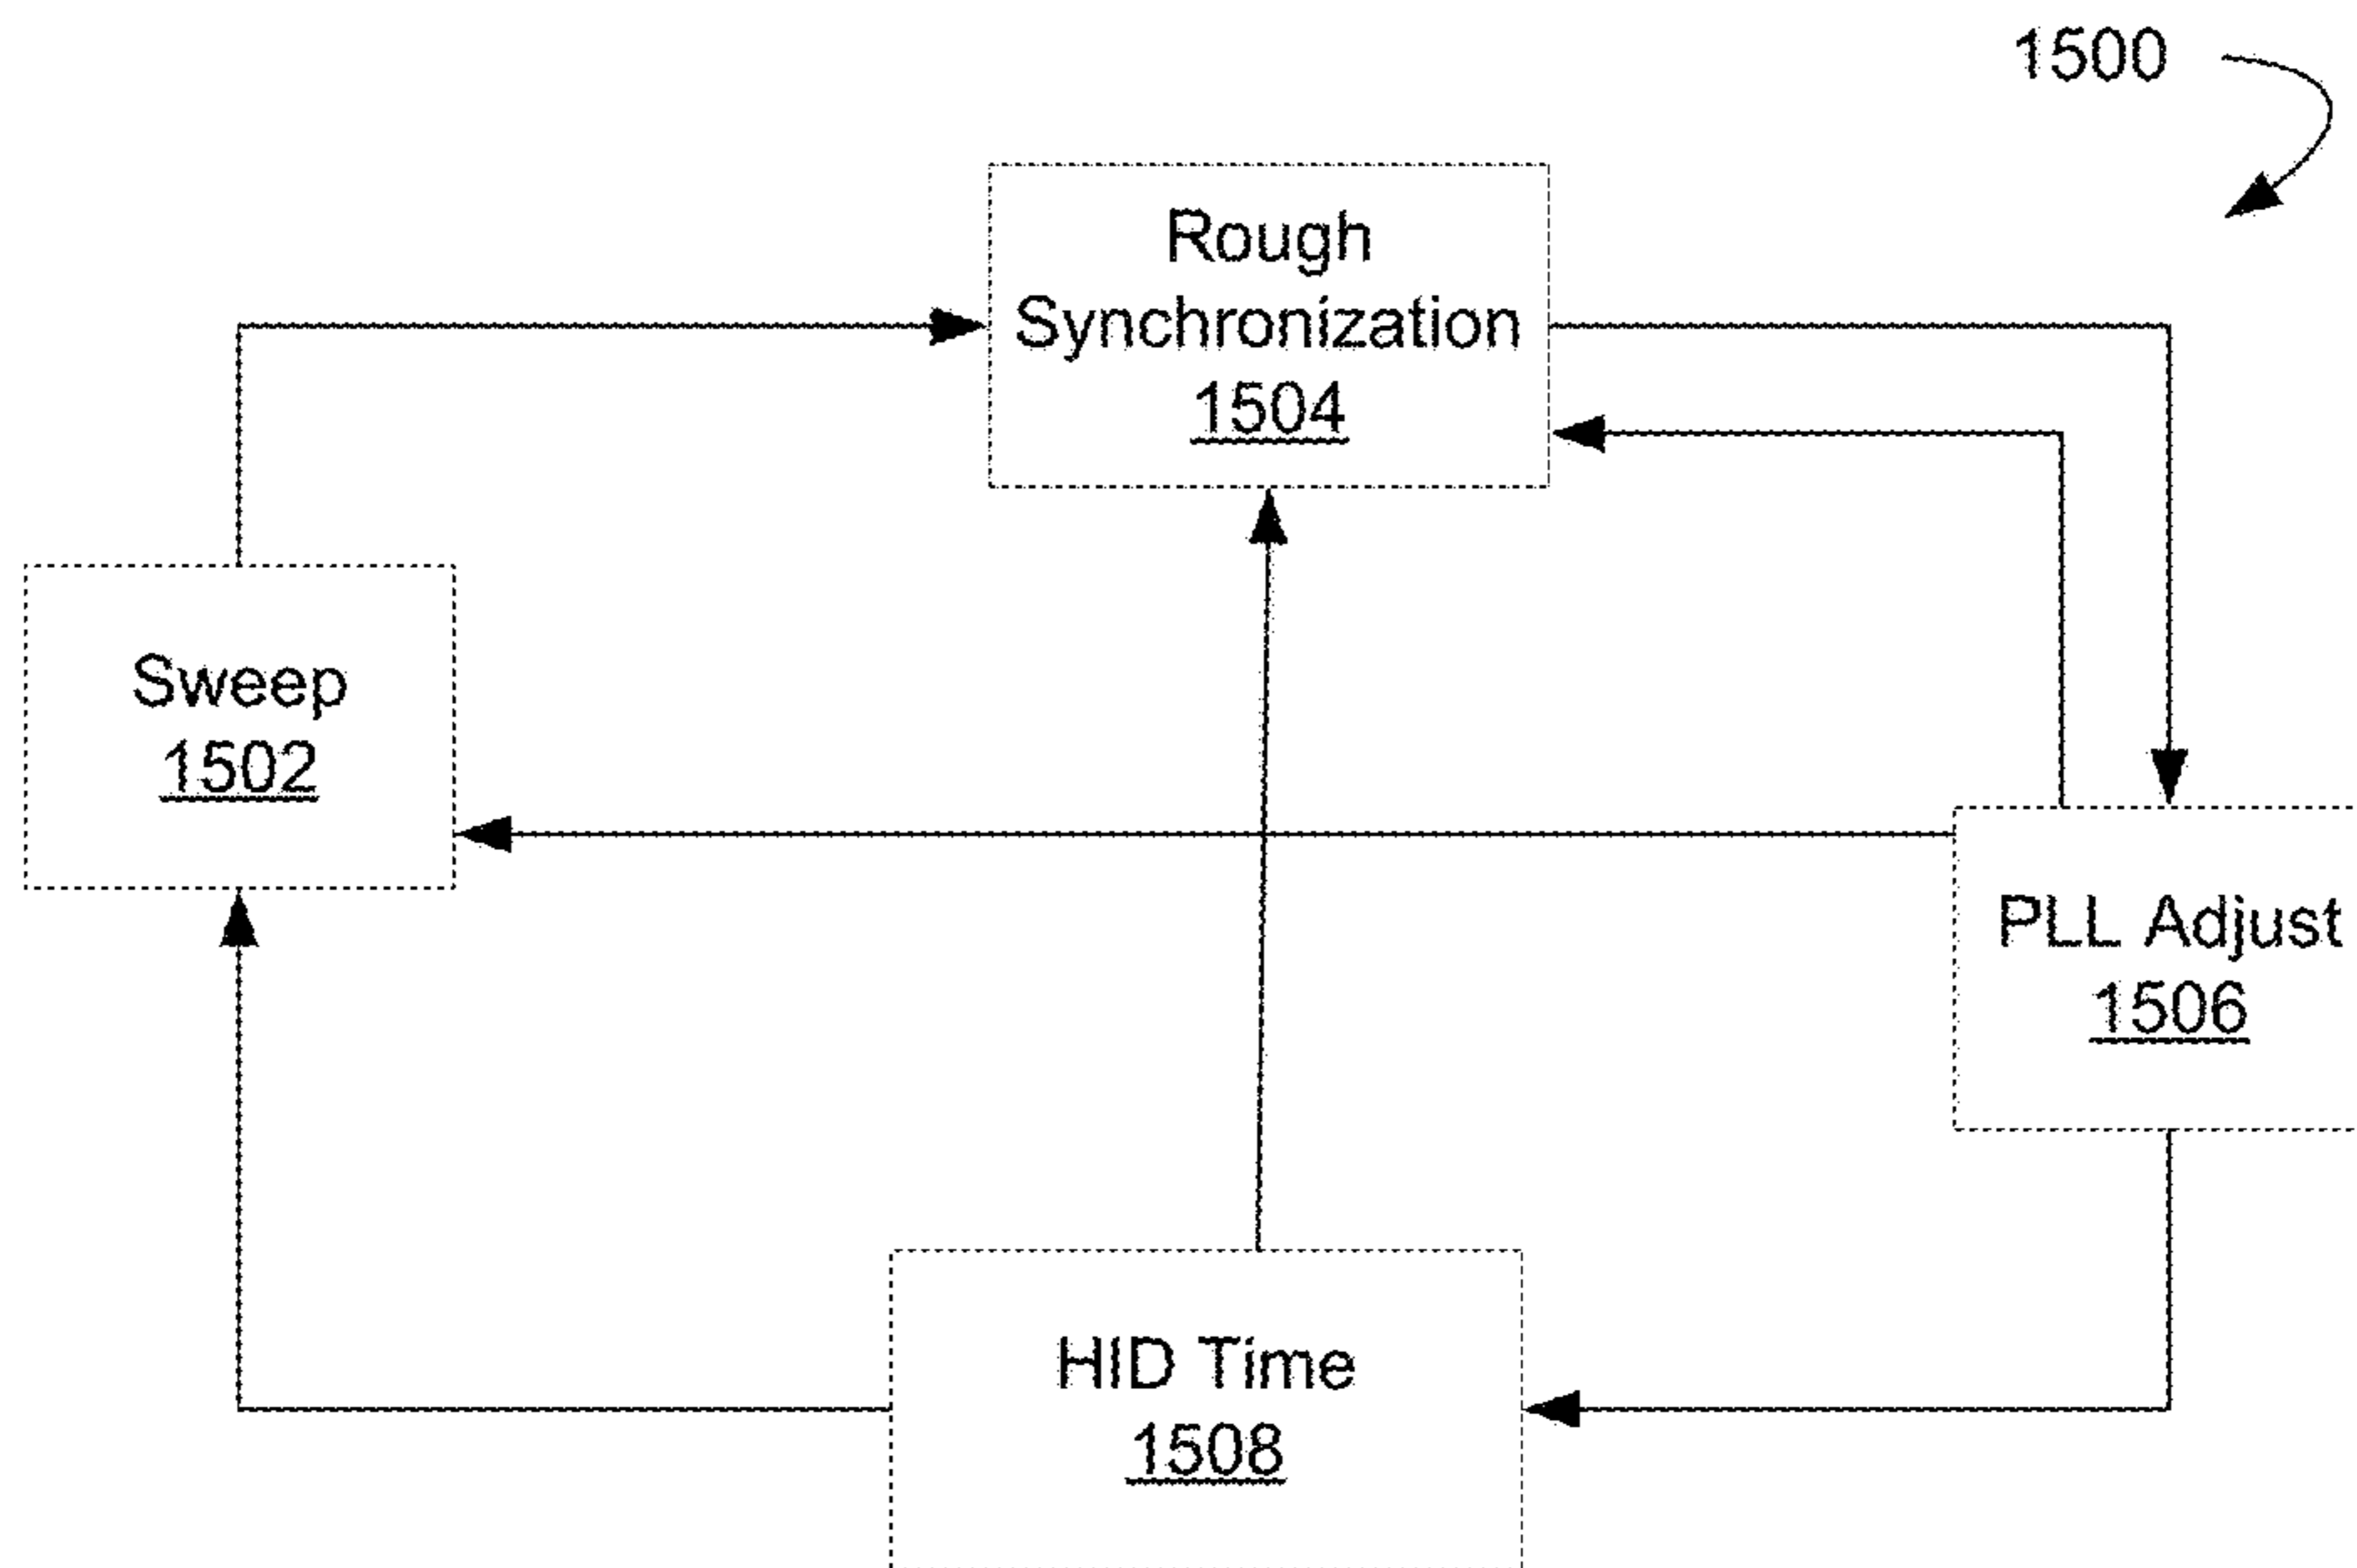 1500
Rough
Synchronization
1504
Sweep
1502
PLL Adjust
1506
HID Time
1508